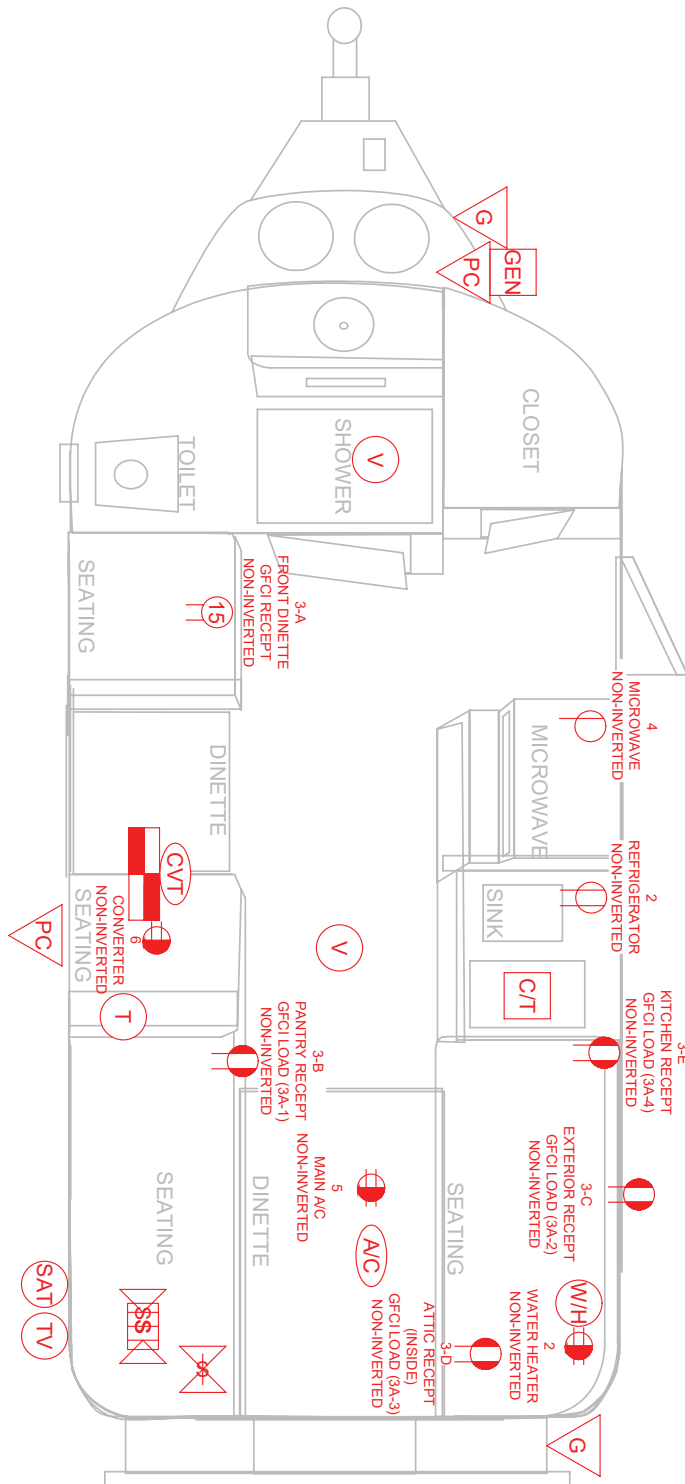 G
GEN
PC
CLOSET
SHOWER
V
TOILET
SEATING
15
3-A
FRONT DINETTE
GFCI RECEPT
NON-INVERTED
4
MICROWAVE
NON-INVERTED
MICROWAVE
DINETTE
CVT
2
REFRIGERATOR
NON-INVERTED
SINK
SEATING
6
CONVERTER
NON-INVERTED
PC
V
C/T
T
3-E
KITCHEN RECEPT
GFCI LOAD (3A-4)
NON-INVERTED
3-B
PANTRY RECEPT
GFCI LOAD (3A-1)
NON-INVERTED
3-C
EXTERIOR RECEPT
GFCI LOAD (3A-2)
NON-INVERTED
MAIN A/C
5
NON-INVERTED
SEATING
DINETTE
SEATING
A/C
W/H
2
WATER HEATER
NON-INVERTED
3-D
ATTIC RECEPT
(INSIDE)
GFCI LOAD (3A-3)
NON-INVERTED
SAT
TV
SS
S
G